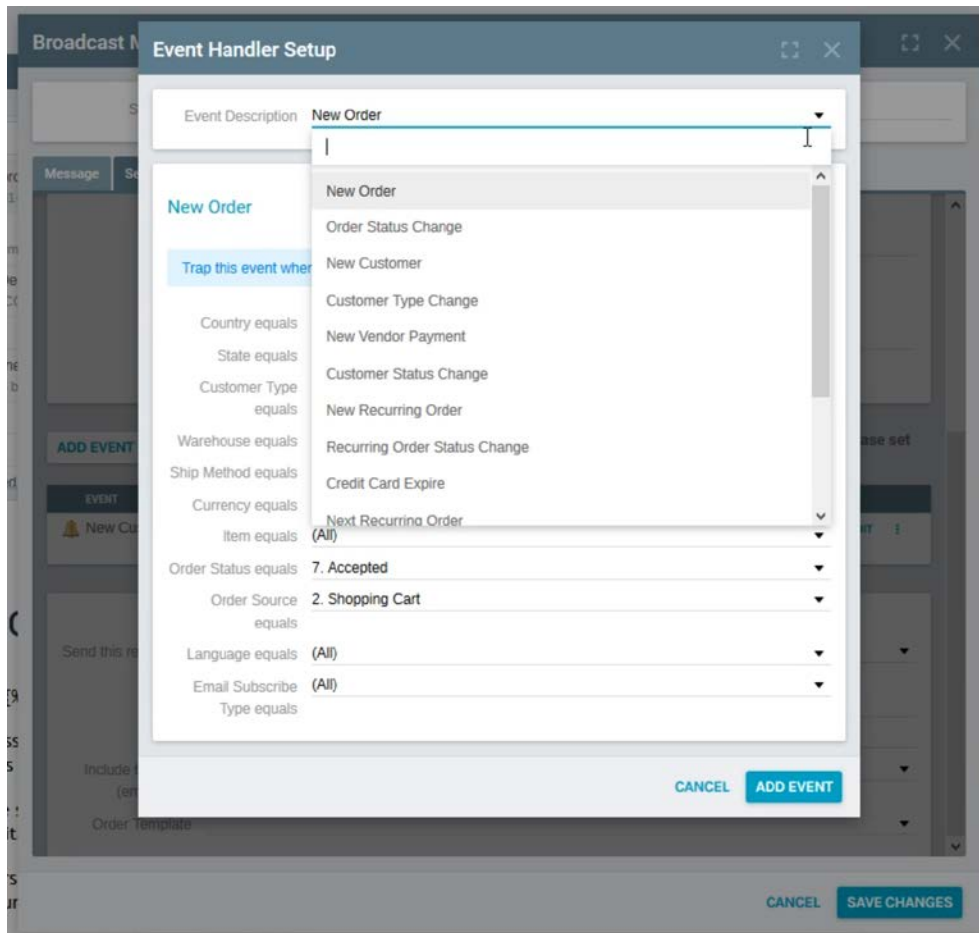 Broadcast M
Event Handler Setup
Event Description New Order
Message Se
New Order
New Order
Order Status Change
Trap this event wher
New Customer
Customer Type Change
Country equals
New Vendor Payment
State equals
Customer Status Change
Customer Type
equals
New Recurring Order
Warehouse equals
Recurring Order Status Change
ADD EVENT
ase set
Ship Method equals
Credit Card Expire
EVENT
Currency equals
Next Recurring Order
New Cu
Item equals (All)
Order Status equals 7. Accepted
Order Source 2. Shopping Cart
equals
Send this re
Language equals (All)
Email Subscribe (All)
Type equals
Include t
(em
CANCEL ADD EVENT
Order Template
CANCEL SAVE CHANGES